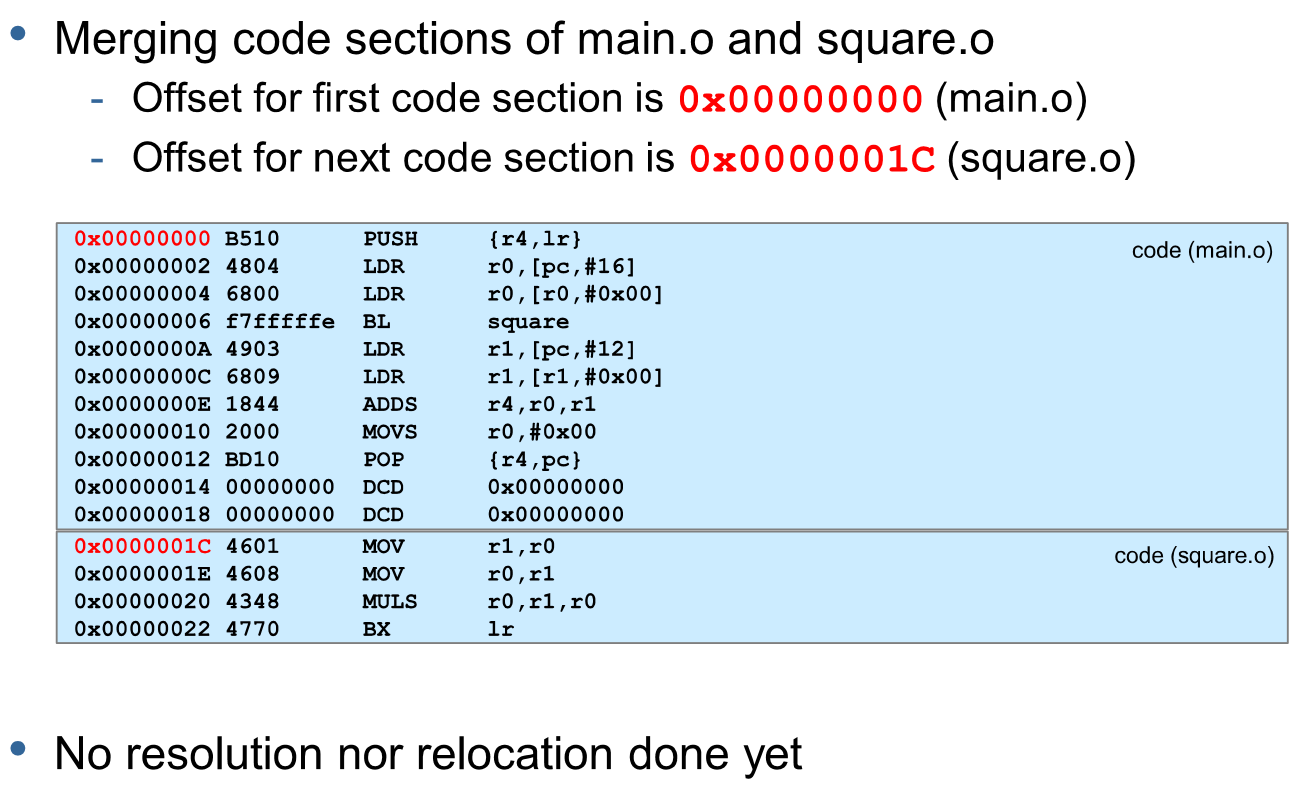 • Merging code sections of main.o and square.o
- Offset for first code section is 0x00000000 (main.o)
- Offset for next code section is 0x0000001C (square.o)
0x00000000 B510 PUSH {r4,lr}
code (main.o)
0x00000002 4804 LDR r0,[pc,#16]
0x00000004 6800 LDR r0,[r0,#0x00]
0x00000006 f7fffffe BL square
0x0000000A 4903 LDR r1,[pc,#12]
0x0000000C 6809 LDR r1,[r1,#0x00]
0x0000000E 1844 ADDS r4,r0,r1
0x00000010 2000 MOVS r0,#0x00
0x00000012 BD10 POP {r4,pc}
0x00000014 00000000 DCD 0x00000000
0x00000018 00000000 DCD 0x00000000
0x0000001C 4601 MOV r1,r0
code (square.o)
0x0000001E 4608 MOV r0,r1
0x00000020 4348 MULS r0,r1,r0
0x00000022 4770 BX lr
• No resolution nor relocation done yet